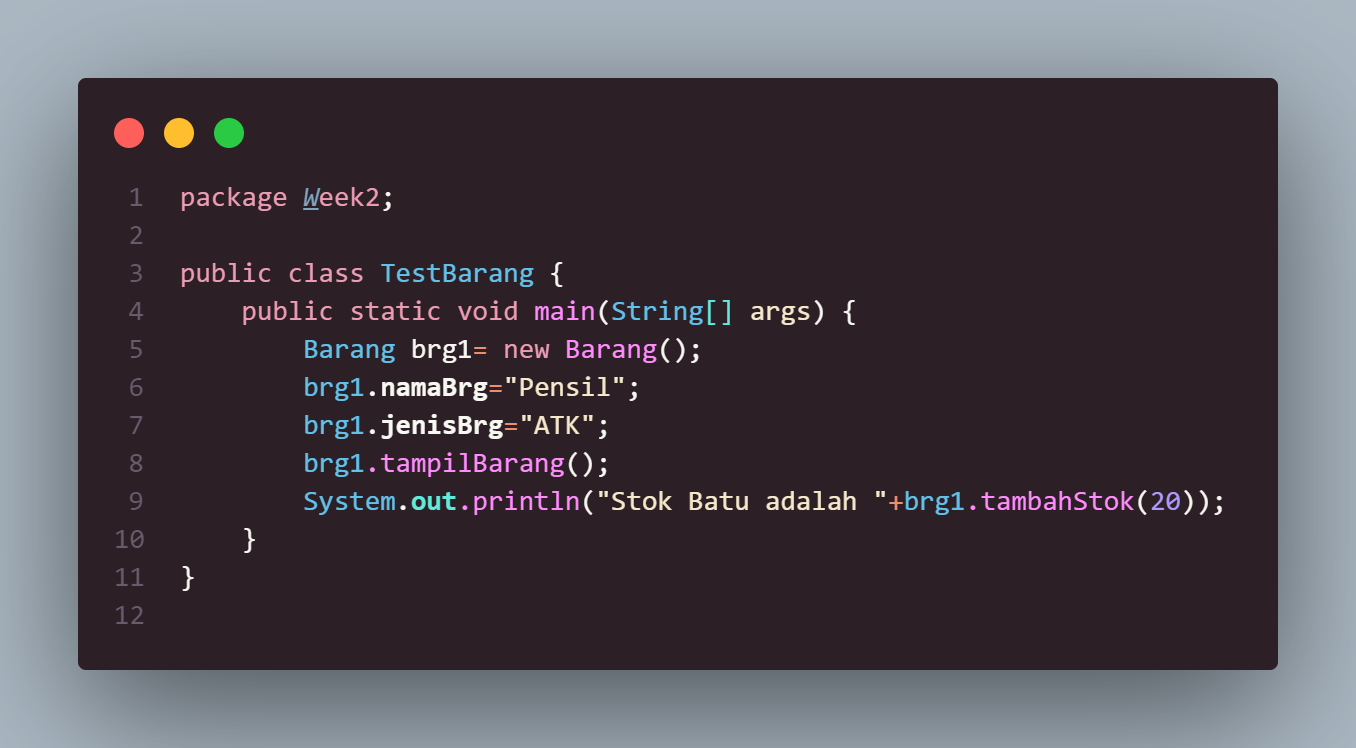 1 package Week2;
2
3 public class TestBarang {
4     public static void main(String[] args) {
5         Barang brg1= new Barang();
6         brg1.namaBrg="Pensil";
7         brg1.jenisBrg="ATK";
8         brg1.tampilBarang();
9         System.out.println("Stok Batu adalah "+brg1.tambahStok(20));
10     }
11 }
12